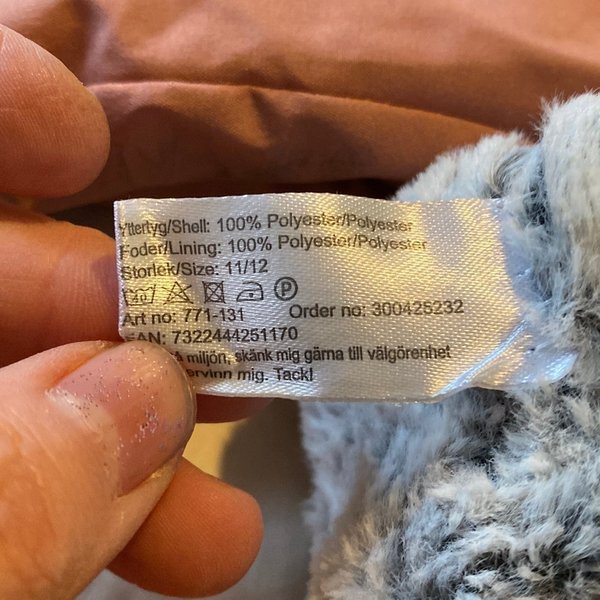 Yttertyg/Shell: 100% Polyester/Polyester
Foder/Lining: 100% Polyester/Polyester
Storlek/Size: 11/12
Art no: 771-131 Order no: 300425232
EAN: 7322444251170
miljön, skänk mig gärna till välgörenhet
mig. Tack!